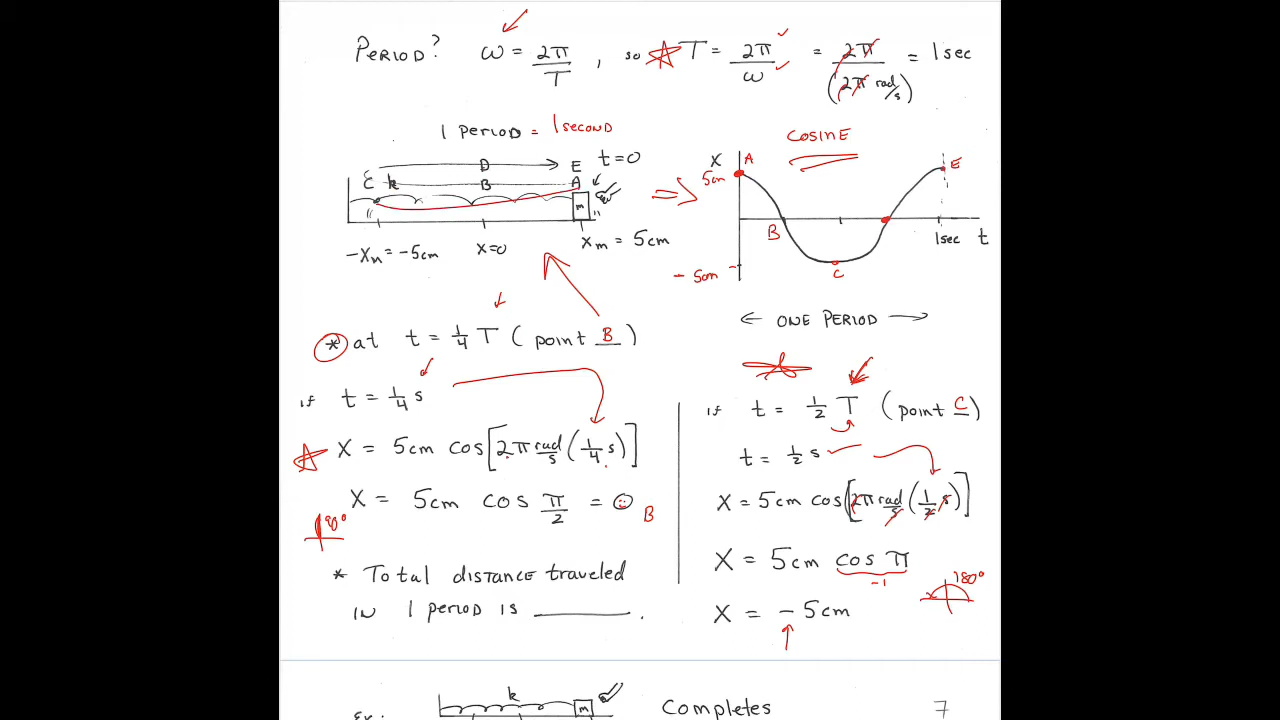 PERIOD? ω = 2π/T , so T = 2π/ω = 2π/(2π rad/s) = 1 sec
1 PERIOD = 1 SECOND
D E t=0
C k B A
m
-Xm = -5cm x=0 Xm = 5cm
COSINE
X A
5cm
E
B
1sec t
-5cm
C
← ONE PERIOD →
* at t = 1/4 T (point B)
if t = 1/4 s
X = 5cm cos[2π rad/s (1/4 s)]
X = 5cm cos π/2 = 0 B
90°
* Total distance traveled
in 1 period is ________ .
if t = 1/2 T (point C)
t = 1/2 s
X = 5cm cos[2π rad/s (1/2 s)]
X = 5cm cos π
-1
180°
X = -5cm
Ex: k m Completes 7